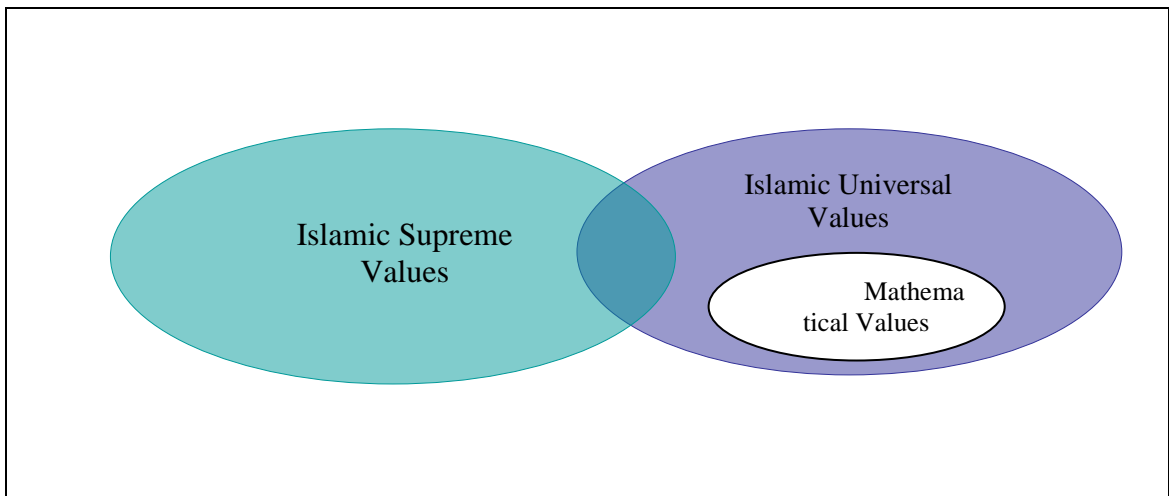 Islamic Supreme
Values
Islamic Universal
Values
Mathema
tical Values